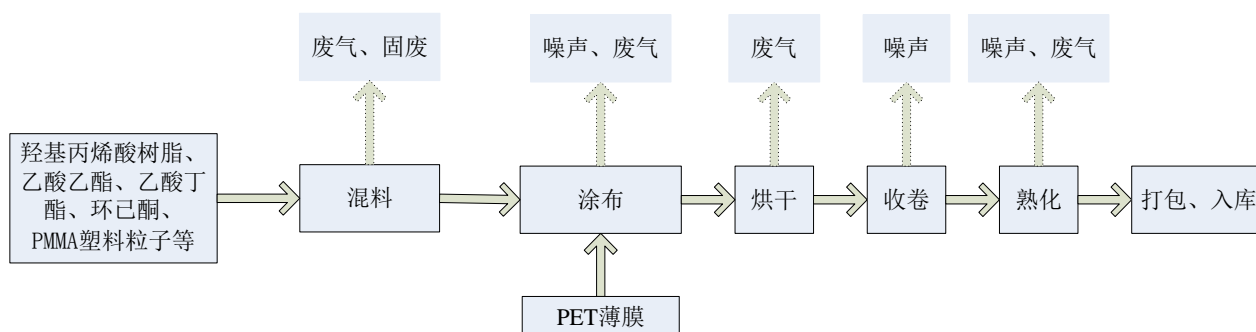 废气、固废
噪声、废气
废气
噪声
噪声、废气
羟基丙烯酸树脂、
乙酸乙酯、乙酸丁
酯、环己酮、
PMMA塑料粒子等
混料
涂布
烘干
收卷
熟化
打包、入库
PET薄膜